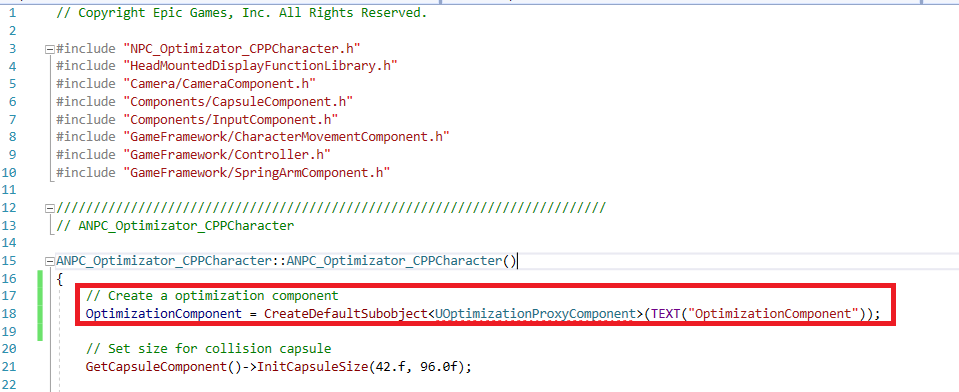 1 // Copyright Epic Games, Inc. All Rights Reserved.
2
3 #include "NPC_Optimizator_CPPCharacter.h"
4 #include "HeadMountedDisplayFunctionLibrary.h"
5 #include "Camera/CameraComponent.h"
6 #include "Components/CapsuleComponent.h"
7 #include "Components/InputComponent.h"
8 #include "GameFramework/CharacterMovementComponent.h"
9 #include "GameFramework/Controller.h"
10 #include "GameFramework/SpringArmComponent.h"
11
12 //////////////////////////////////////////////////////////////////////////
13 // ANPC_Optimizator_CPPCharacter
14
15 ANPC_Optimizator_CPPCharacter::ANPC_Optimizator_CPPCharacter()
16 {
17 // Create a optimization component
18 OptimizationComponent = CreateDefaultSubobject<UOptimizationProxyComponent>(TEXT("OptimizationComponent"));
19
20 // Set size for collision capsule
21 GetCapsuleComponent()->InitCapsuleSize(42.f, 96.0f);
22